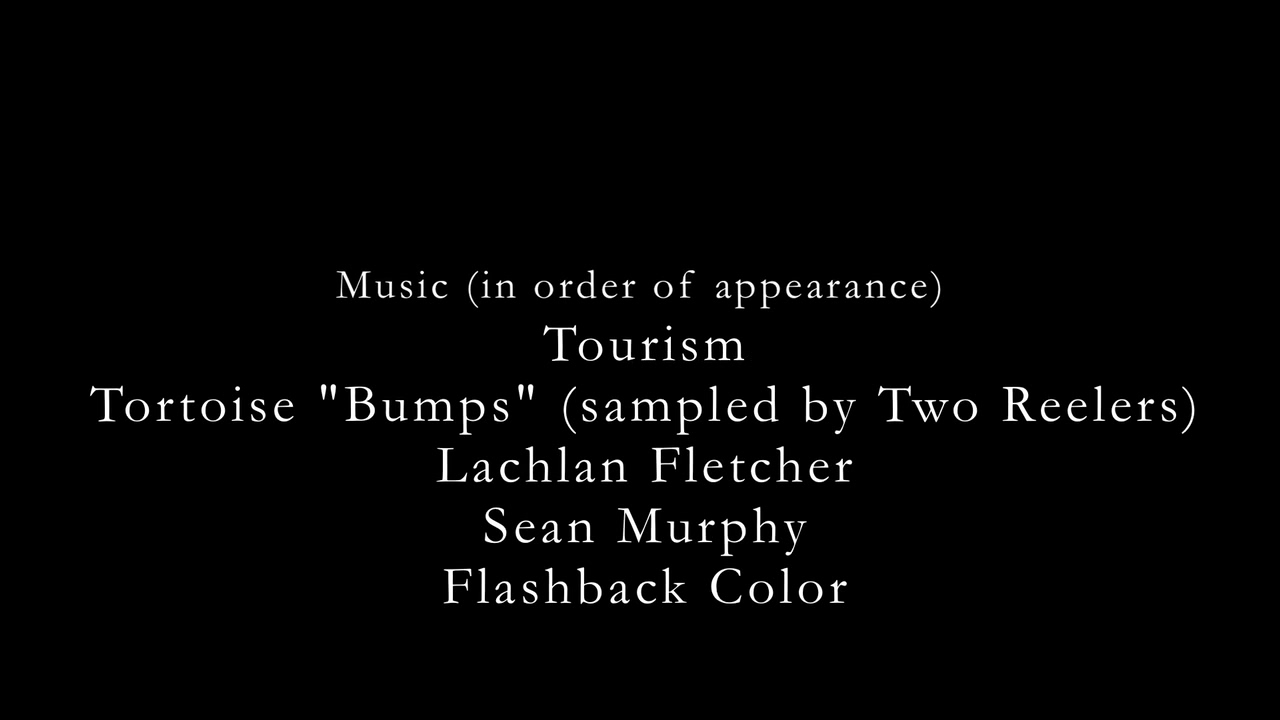 Music (in order of appearance)
Tourism
Tortoise "Bumps" (sampled by Two Reelers)
Lachlan Fletcher
Sean Murphy
Flashback Color